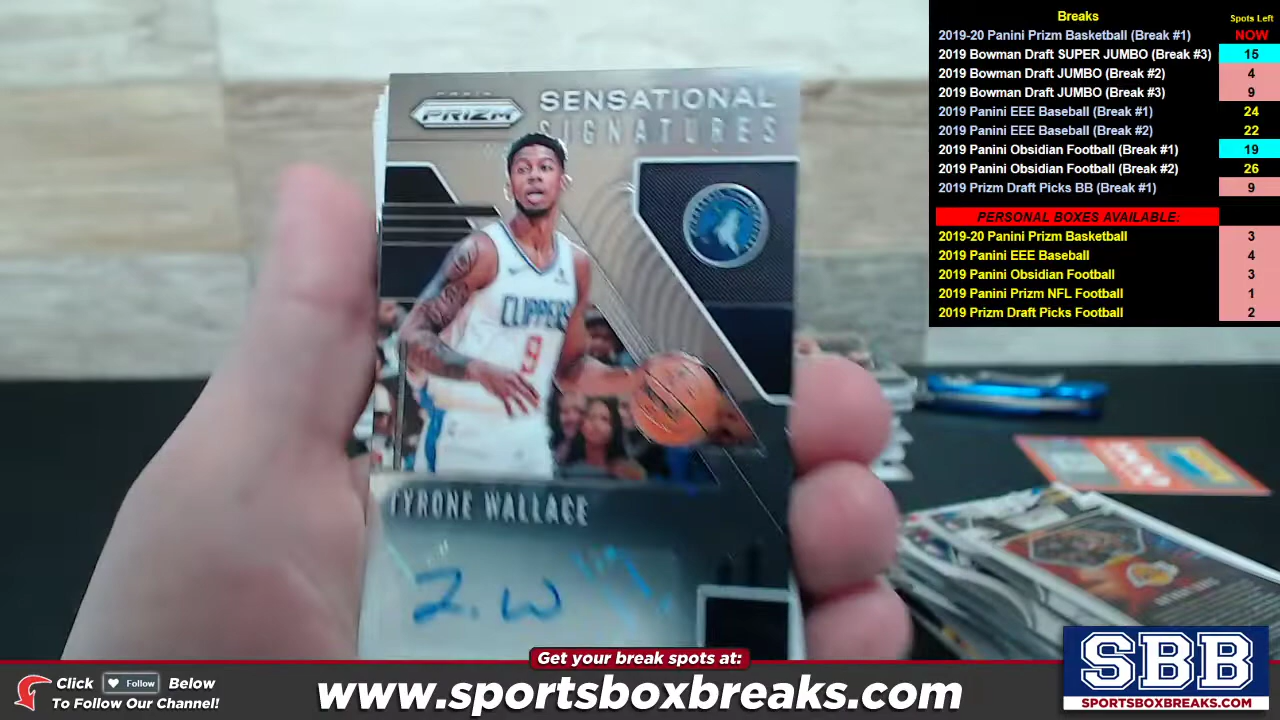 PRIZM
SENSATIONAL
SIGNATURES
CLIPPERS
9
TYRONE WALLACE
Z.W
Breaks Spots Left
2019-20 Panini Prizm Basketball (Break #1) NOW
2019 Bowman Draft SUPER JUMBO (Break #3) 15
2019 Bowman Draft JUMBO (Break #2) 4
2019 Bowman Draft JUMBO (Break #3) 9
2019 Panini EEE Baseball (Break #1) 24
2019 Panini EEE Baseball (Break #2) 22
2019 Panini Obsidian Football (Break #1) 19
2019 Panini Obsidian Football (Break #2) 26
2019 Prizm Draft Picks BB (Break #1) 9
PERSONAL BOXES AVAILABLE:
2019-20 Panini Prizm Basketball 3
2019 Panini EEE Baseball 4
2019 Panini Obsidian Football 3
2019 Panini Prizm NFL Football 1
2019 Prizm Draft Picks Football 2
Get your break spots at:
Click Follow Below
To Follow Our Channel!
www.sportsboxbreaks.com
SBB
SPORTSBOXBREAKS.COM